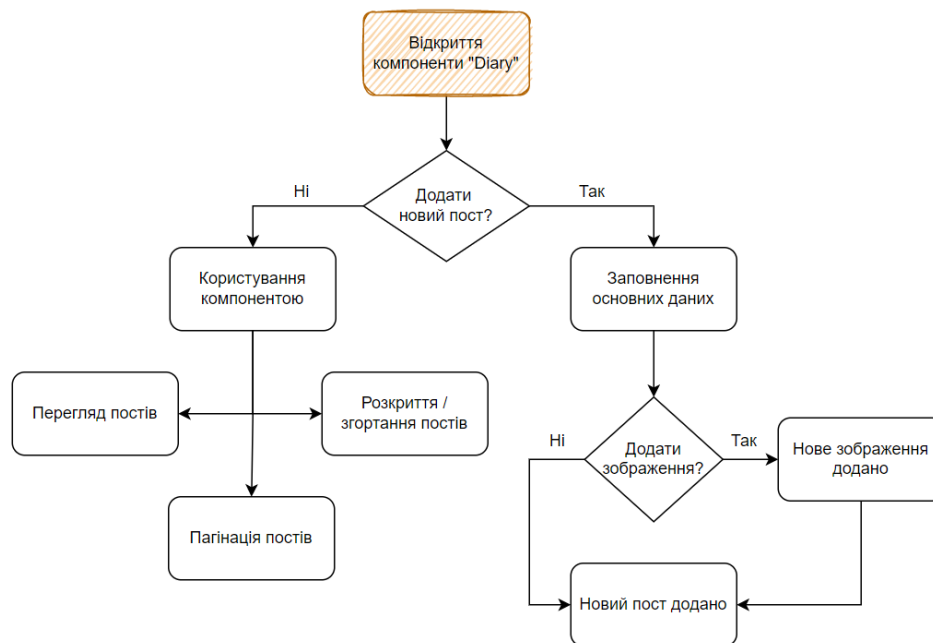 Відкриття
компоненти "Diary"
Додати
новий пост?
Ні
Так
Користування
компонентою
Заповнення
основних даних
Перегляд постів
Розкриття /
згортання постів
Пагінація постів
Додати
зображення?
Ні
Так
Нове зображення
додано
Новий пост додано